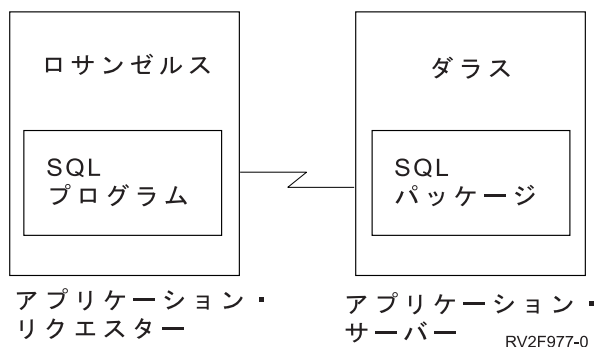 ロサンゼルス
SQL
プログラム
アプリケーション・
リクエスター
ダラス
SQL
パッケージ
アプリケーション・
サーバー
RV2F977-0